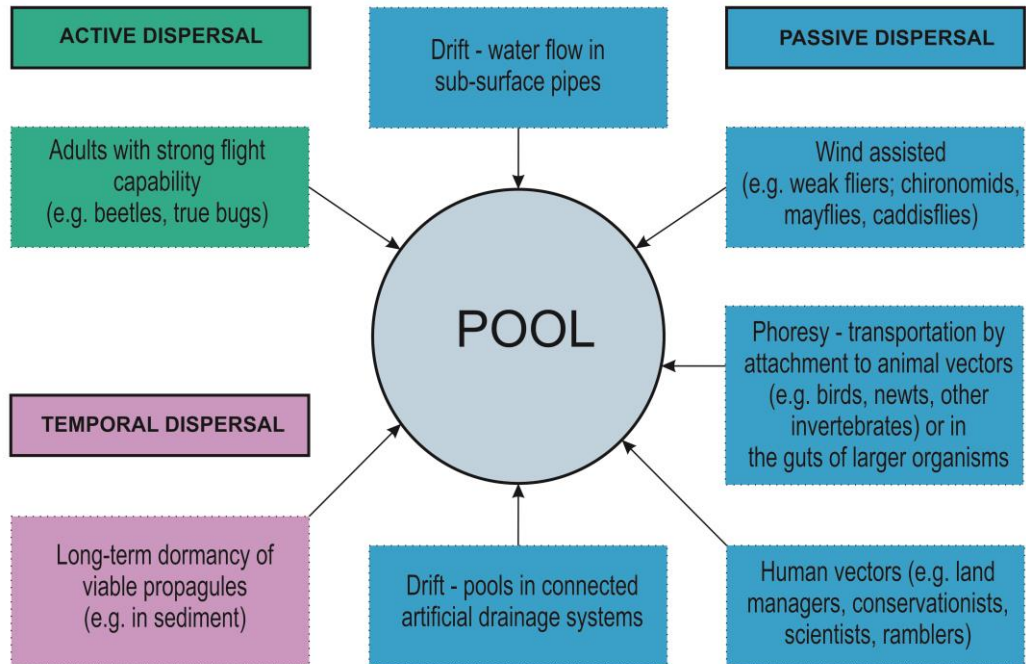 ACTIVE DISPERSAL
Drift - water flow in
sub-surface pipes
PASSIVE DISPERSAL
Adults with strong flight
capability
(e.g. beetles, true bugs)
Wind assisted
(e.g. weak fliers; chironomids,
mayflies, caddisflies)
POOL
Phoresy - transportation by
attachment to animal vectors
(e.g. birds, newts, other
invertebrates) or in
the guts of larger organisms
TEMPORAL DISPERSAL
Long-term dormancy of
viable propagules
(e.g. in sediment)
Drift - pools in connected
artificial drainage systems
Human vectors (e.g. land
managers, conservationists,
scientists, ramblers)